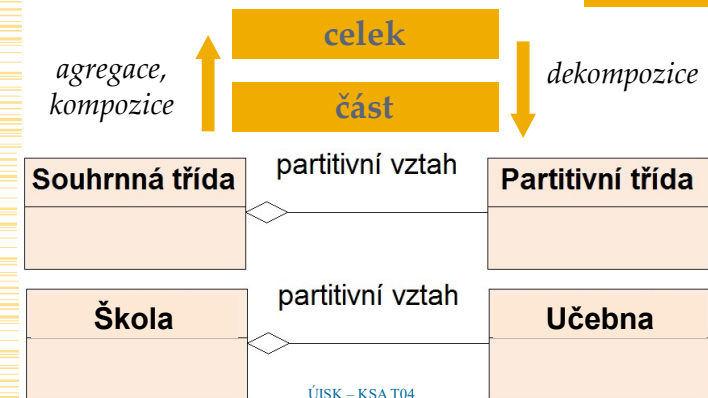 celek
agregace,
kompozice
dekompozice
část
partitivní vztah
Souhrnná třída
Partitivní třída
partitivní vztah
Škola
Učebna
ÚISK – KSA T04